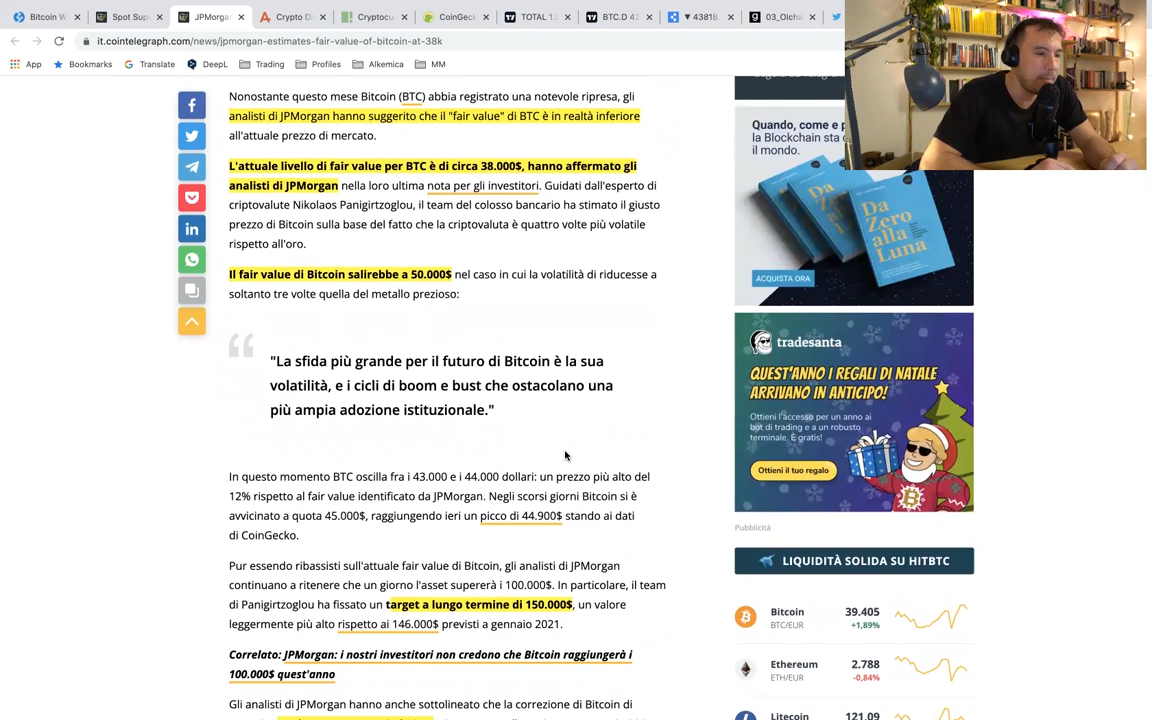 Bitcoin W
Spot Sup
JPMorga
Crypto D
Cryptocu
CoinGec
TOTAL 1.
BTC.D 42
43818.
03_Olcha
it.cointelegraph.com/news/jpmorgan-estimates-fair-value-of-bitcoin-at-38k
App
Bookmarks
Translate
DeepL
Trading
Profiles
Alkemica
MM
Nonostante questo mese Bitcoin (BTC) abbia registrato una notevole ripresa, gli
analisti di JPMorgan hanno suggerito che il "fair value" di BTC è in realtà inferiore
all'attuale prezzo di mercato.
L'attuale livello di fair value per BTC è di circa 38.000$, hanno affermato gli
analisti di JPMorgan nella loro ultima nota per gli investitori. Guidati dall'esperto di
criptovalute Nikolaos Panigirtzoglou, il team del colosso bancario ha stimato il giusto
prezzo di Bitcoin sulla base del fatto che la criptovaluta è quattro volte più volatile
rispetto all'oro.
Il fair value di Bitcoin salirebbe a 50.000$ nel caso in cui la volatilità di riducesse a
soltanto tre volte quella del metallo prezioso:
"La sfida più grande per il futuro di Bitcoin è la sua
volatilità, e i cicli di boom e bust che ostacolano una
più ampia adozione istituzionale."
In questo momento BTC oscilla fra i 43.000 e i 44.000 dollari: un prezzo più alto del
12% rispetto al fair value identificato da JPMorgan. Negli scorsi giorni Bitcoin si è
avvicinato a quota 45.000$, raggiungendo ieri un picco di 44.900$ stando ai dati
di CoinGecko.
Pur essendo ribassisti sull'attuale fair value di Bitcoin, gli analisti di JPMorgan
continuano a ritenere che un giorno l'asset supererà i 100.000$. In particolare, il team
di Panigirtzoglou ha fissato un target a lungo termine di 150.000$, un valore
leggermente più alto rispetto ai 146.000$ previsti a gennaio 2021.
Correlato: JPMorgan: i nostri investitori non credono che Bitcoin raggiungerà i
100.000$ quest'anno
Gli analisti di JPMorgan hanno anche sottolineato che la correzione di Bitcoin di
Quando, come e p
la Blockchain sta
il mondo.
Da
Zero
alla
Luna
ACQUISTA ORA
tradesanta
QUEST'ANNO I REGALI DI NATALE
ARRIVANO IN ANTICIPO!
Ottieni l'accesso per un anno ai
bot di trading e a un robusto
terminale. È gratis!
Ottieni il tuo regalo
Pubblicità
LIQUIDITÀ SOLIDA SU HITBTC
Bitcoin 39.405
BTC/EUR +1,89%
Ethereum 2.788
ETH/EUR -0,84%
Litecoin 121.09